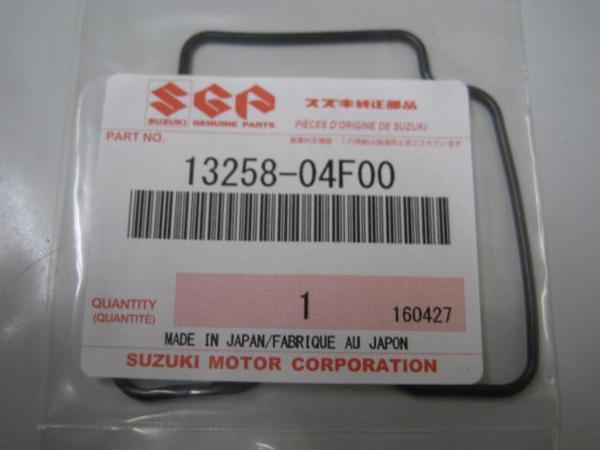 SGP スズキ純正部品
SUZUKI GENUINE PARTS PIÈCES D'ORIGINE DE SUZUKI
PART NO.
13258-04F00
QUANTITY
(QUANTITÉ)
1
160427
MADE IN JAPAN/FABRIQUE AU JAPON
SUZUKI MOTOR CORPORATION